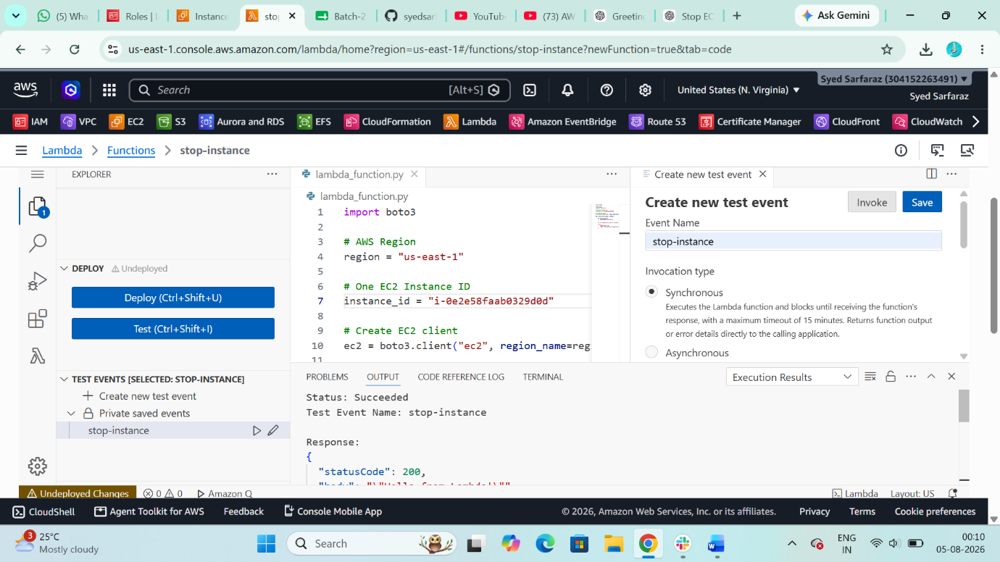 (5) Wha
Roles | I
Instance
stop
Batch-2
syedsar
YouTube
(73) AW
Greeting
Stop EC
Ask Gemini
us-east-1.console.aws.amazon.com/lambda/home?region=us-east-1#/functions/stop-instance?newFunction=true&tab=code
aws
Search
[Alt+S]
United States (N. Virginia)
Syed Sarfaraz (304152263491)
Syed Sarfaraz
IAM
VPC
EC2
S3
Aurora and RDS
EFS
CloudFormation
Lambda
Amazon EventBridge
Route 53
Certificate Manager
CloudFront
CloudWatch
Lambda
Functions
stop-instance
EXPLORER
1
DEPLOY
Undeployed
Deploy (Ctrl+Shift+U)
Test (Ctrl+Shift+I)
TEST EVENTS [SELECTED: STOP-INSTANCE]
Create new test event
Private saved events
stop-instance
lambda_function.py
lambda_function.py
1 import boto3
2
3 # AWS Region
4 region = "us-east-1"
5
6 # One EC2 Instance ID
7 instance_id = "i-0e2e58faab0329d0d"
8
9 # Create EC2 client
10 ec2 = boto3.client("ec2", region_name=reg
11
Create new test event
Create new test event
Invoke
Save
Event Name
stop-instance
Invocation type
Synchronous
Executes the Lambda function and blocks until receiving the function's
response, with a maximum timeout of 15 minutes. Returns function output
or error details directly to the calling application.
Asynchronous
PROBLEMS
OUTPUT
CODE REFERENCE LOG
TERMINAL
Execution Results
Status: Succeeded
Test Event Name: stop-instance
Response:
{
"statusCode": 200,
"body": "\"Hello from Lambda!\""
Undeployed Changes
0
0
Amazon Q
Lambda
Layout: US
CloudShell
Agent Toolkit for AWS
Feedback
Console Mobile App
© 2026, Amazon Web Services, Inc. or its affiliates.
Privacy
Terms
Cookie preferences
3
25°C
Mostly cloudy
Search
ENG
IN
00:10
05-08-2026